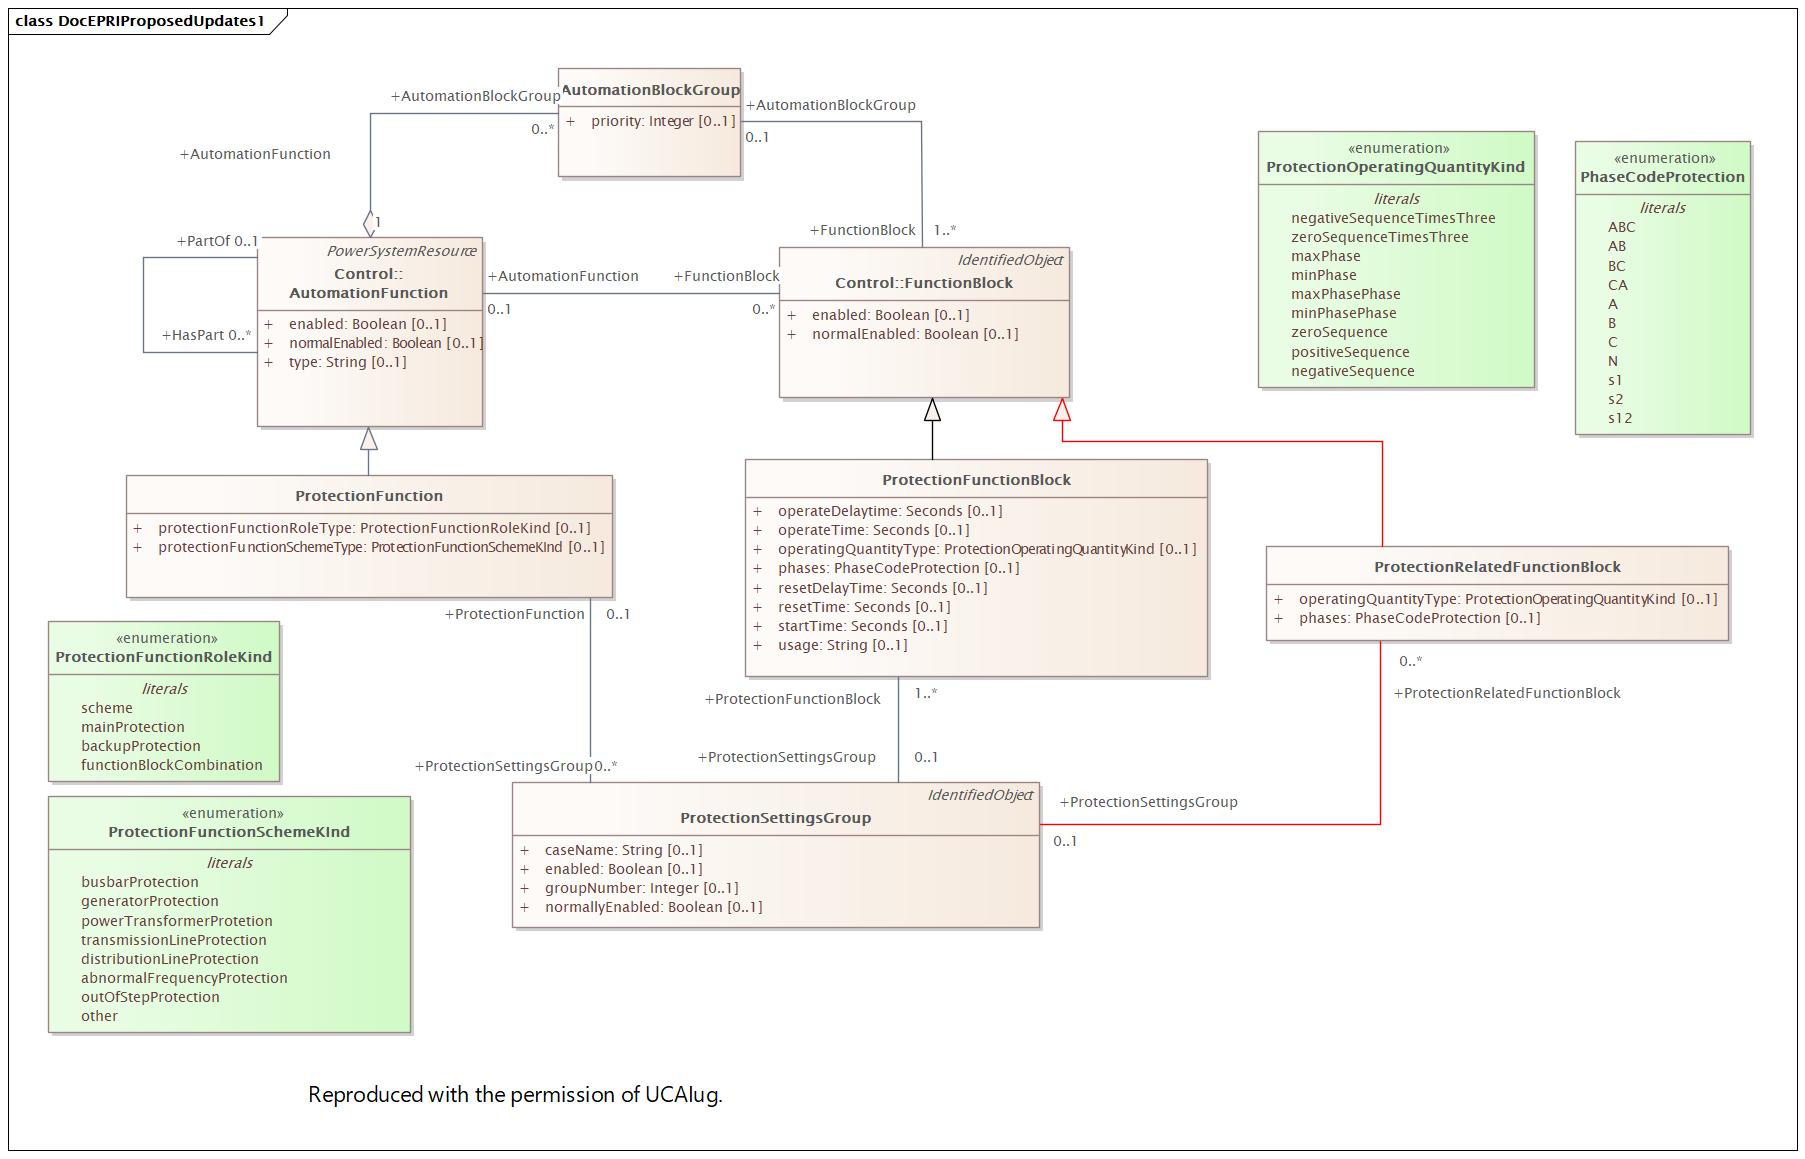 class DocEPRIProposedUpdates1
AutomationBlockGroup
+ priority: Integer [0..1]
+AutomationBlockGroup
0..*
+AutomationFunction
1
+AutomationBlockGroup
0..1
+FunctionBlock 1..*
+PartOf 0..1
+HasPart 0..*
PowerSystemResource
Control::
AutomationFunction
+ enabled: Boolean [0..1]
+ normalEnabled: Boolean [0..1]
+ type: String [0..1]
+AutomationFunction
0..1
+FunctionBlock
0..*
IdentifiedObject
Control::FunctionBlock
+ enabled: Boolean [0..1]
+ normalEnabled: Boolean [0..1]
«enumeration»
ProtectionOperatingQuantityKind
literals
negativeSequenceTimesThree
zeroSequenceTimesThree
maxPhase
minPhase
maxPhasePhase
minPhasePhase
zeroSequence
positiveSequence
negativeSequence
«enumeration»
PhaseCodeProtection
literals
ABC
AB
BC
CA
A
B
C
N
s1
s2
s12
ProtectionFunction
+ protectionFunctionRoleType: ProtectionFunctionRoleKind [0..1]
+ protectionFunctionSchemeType: ProtectionFunctionSchemeKInd [0..1]
ProtectionFunctionBlock
+ operateDelaytime: Seconds [0..1]
+ operateTime: Seconds [0..1]
+ operatingQuantityType: ProtectionOperatingQuantityKind [0..1]
+ phases: PhaseCodeProtection [0..1]
+ resetDelayTime: Seconds [0..1]
+ resetTime: Seconds [0..1]
+ startTime: Seconds [0..1]
+ usage: String [0..1]
ProtectionRelatedFunctionBlock
+ operatingQuantityType: ProtectionOperatingQuantityKind [0..1]
+ phases: PhaseCodeProtection [0..1]
+ProtectionFunction 0..1
+ProtectionSettingsGroup 0..*
+ProtectionFunctionBlock 1..*
+ProtectionSettingsGroup 0..1
0..*
+ProtectionRelatedFunctionBlock
+ProtectionSettingsGroup
0..1
«enumeration»
ProtectionFunctionRoleKind
literals
scheme
mainProtection
backupProtection
functionBlockCombination
IdentifiedObject
ProtectionSettingsGroup
+ caseName: String [0..1]
+ enabled: Boolean [0..1]
+ groupNumber: Integer [0..1]
+ normallyEnabled: Boolean [0..1]
«enumeration»
ProtectionFunctionSchemeKInd
literals
busbarProtection
generatorProtection
powerTransformerProtetion
transmissionLineProtection
distributionLineProtection
abnormalFrequencyProtection
outOfStepProtection
other
Reproduced with the permission of UCAIug.